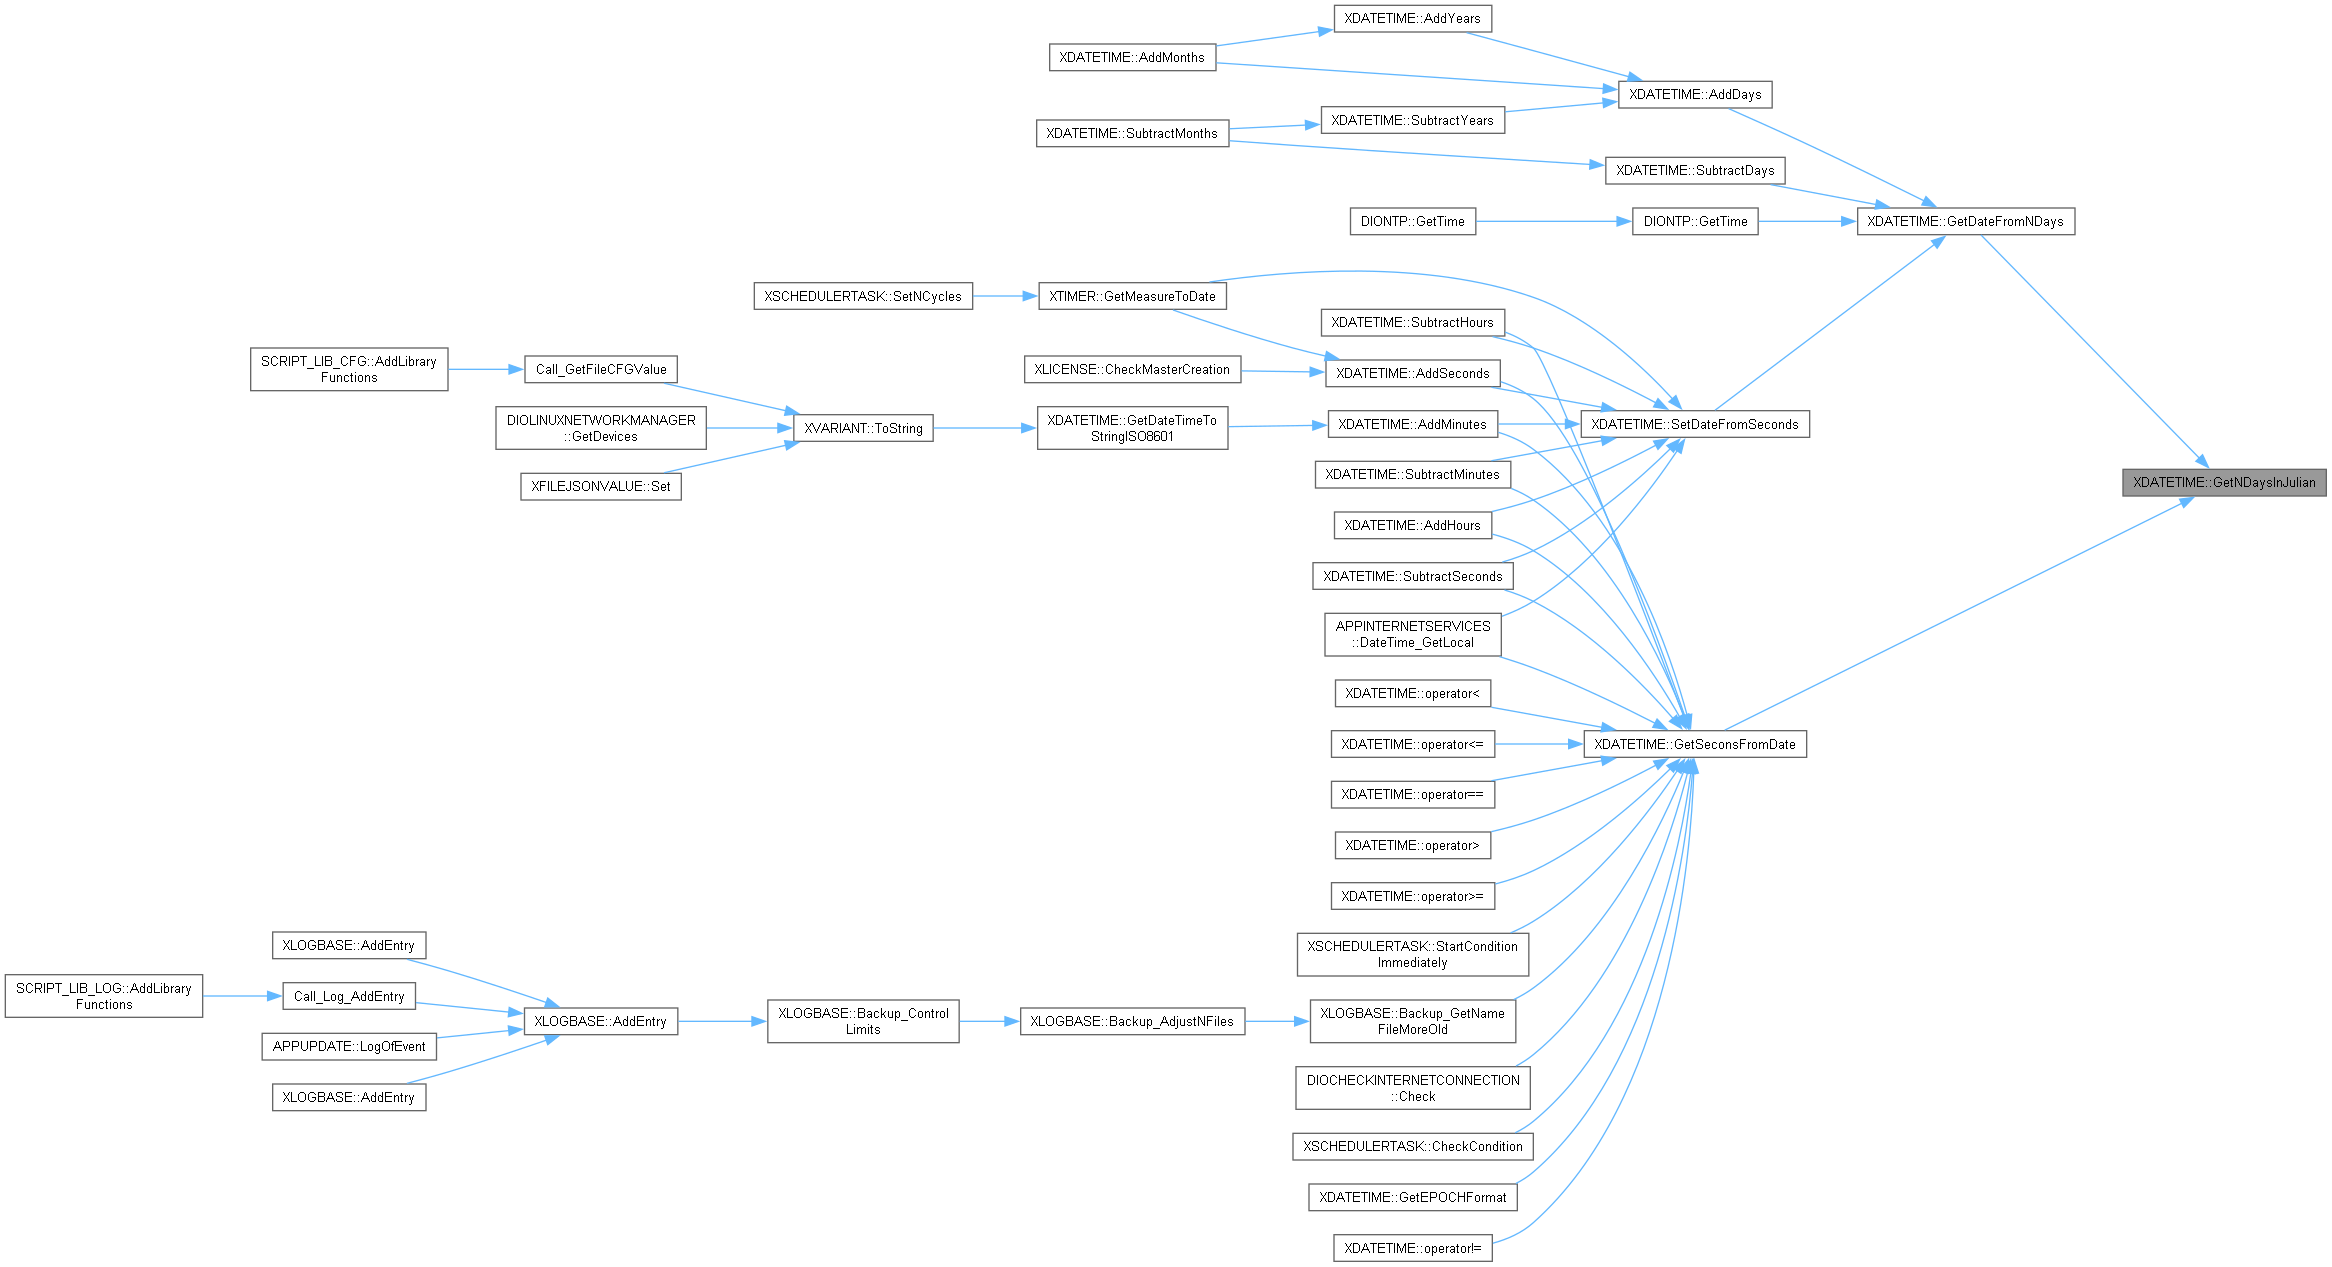 XDATETIME::AddYears
XDATETIME::AddMonths
XDATETIME::AddDays
XDATETIME::SubtractYears
XDATETIME::SubtractMonths
XDATETIME::SubtractDays
DIONTP::GetTime
DIONTP::GetTime
XDATETIME::GetDateFromNDays
XSCHEDULERTASK::SetNCycles
XTIMER::GetMeasureToDate
XDATETIME::SubtractHours
SCRIPT_LIB_CFG::AddLibrary
Functions
Call_GetFileCFGValue
XLICENSE::CheckMasterCreation
XDATETIME::AddSeconds
DIOLINUXNETWORKMANAGER
::GetDevices
XVARIANT::ToString
XDATETIME::GetDateTimeTo
StringISO8601
XDATETIME::AddMinutes
XDATETIME::SetDateFromSeconds
XFILEJSONVALUE::Set
XDATETIME::SubtractMinutes
XDATETIME::GetNDaysInJulian
XDATETIME::AddHours
XDATETIME::SubtractSeconds
APPINTERNETSERVICES
::DateTime_GetLocal
XDATETIME::operator<
XDATETIME::operator<=
XDATETIME::GetSeconsFromDate
XDATETIME::operator==
XDATETIME::operator>
XDATETIME::operator>=
XSCHEDULERTASK::StartCondition
Immediately
XLOGBASE::AddEntry
SCRIPT_LIB_LOG::AddLibrary
Functions
Call_Log_AddEntry
XLOGBASE::AddEntry
XLOGBASE::Backup_Control
Limits
XLOGBASE::Backup_AdjustNFiles
XLOGBASE::Backup_GetName
FileMoreOld
APPUPDATE::LogOfEvent
XLOGBASE::AddEntry
DIOCHECKINTERNETCONNECTION
::Check
XSCHEDULERTASK::CheckCondition
XDATETIME::GetEPOCHFormat
XDATETIME::operator!=